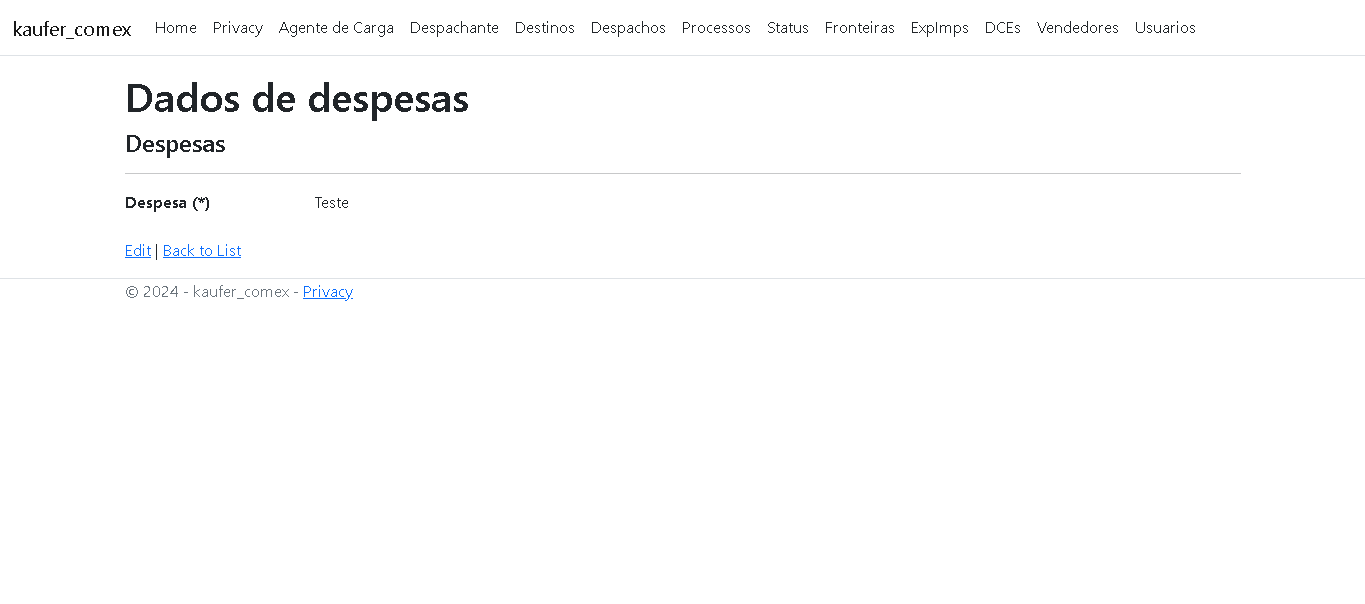 kaufer_comex Home Privacy Agente de Carga Despachante Destinos Despachos Processos Status Fronteiras ExpImps DCEs Vendedores Usuarios
Dados de despesas
Despesas
Despesa (*) Teste
Edit | Back to List
© 2024 - kaufer_comex - Privacy